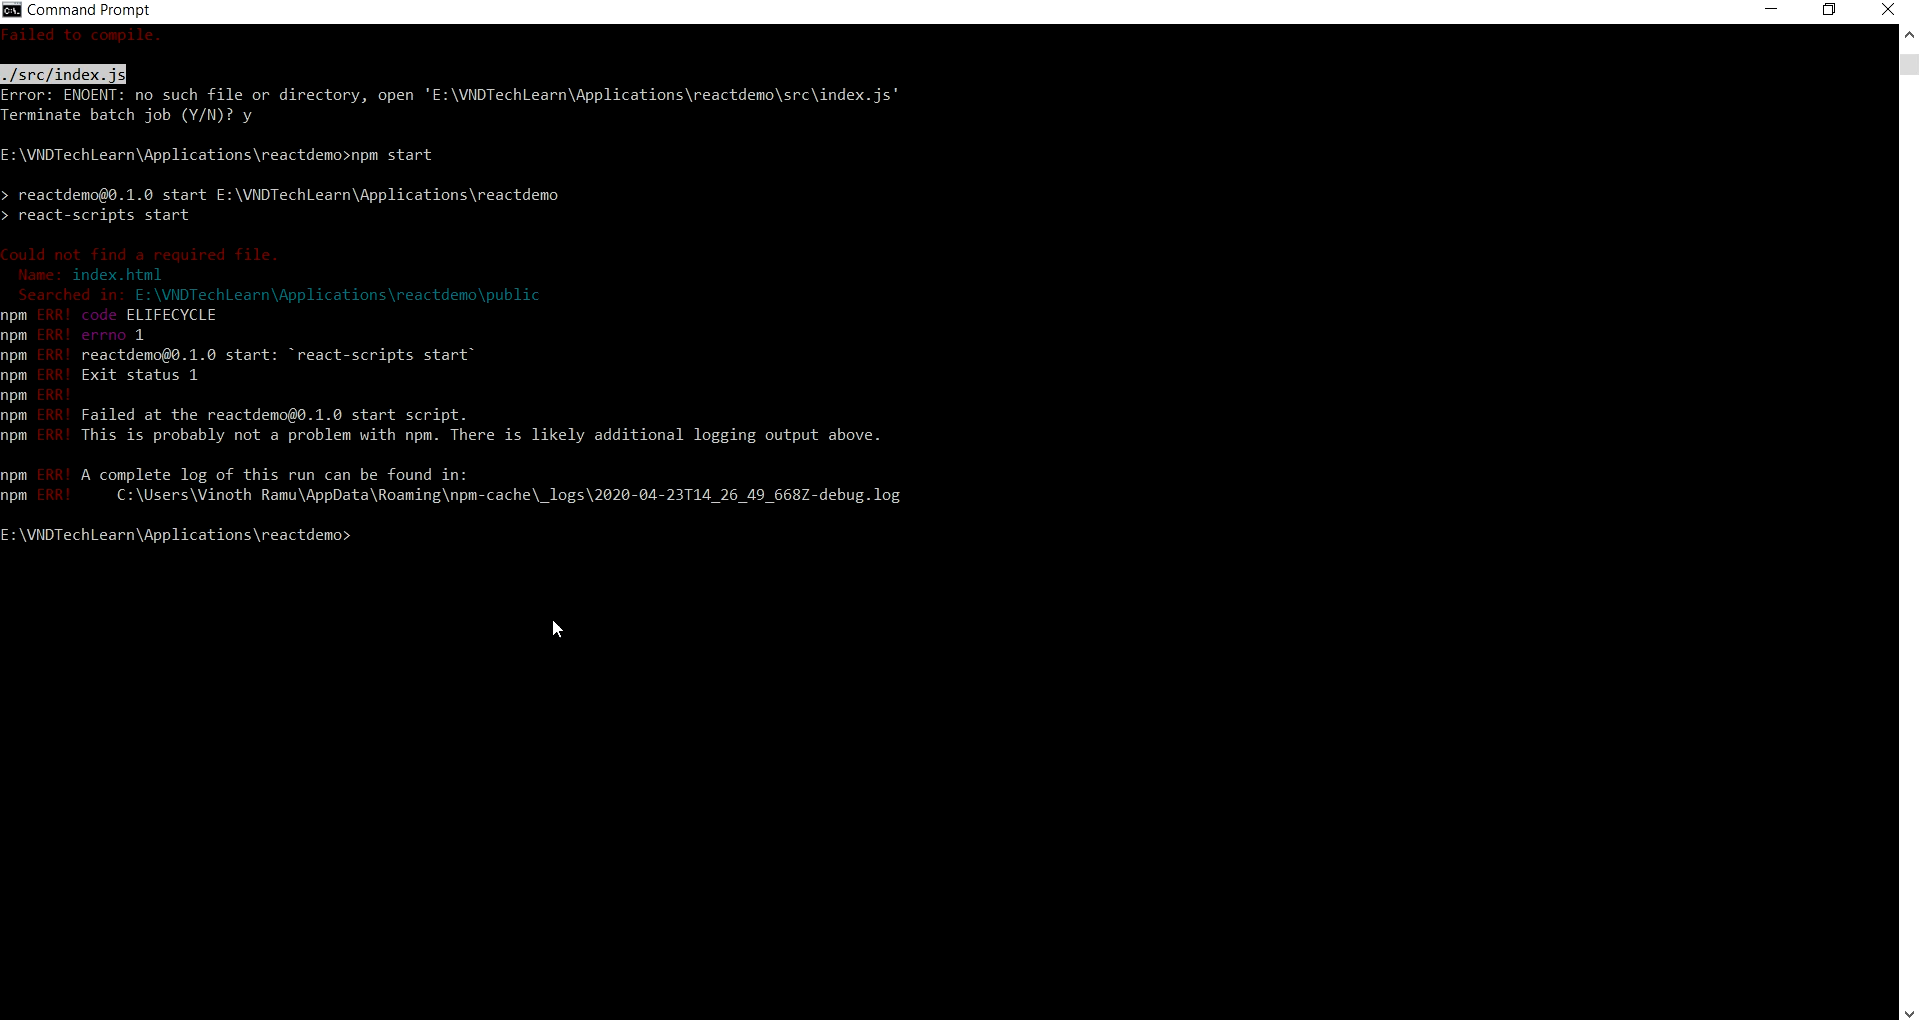 Command Prompt
Failed to compile.
./src/index.js
Error: ENOENT: no such file or directory, open 'E:\VNDTechLearn\Applications\reactdemo\src\index.js'
Terminate batch job (Y/N)? y
E:\VNDTechLearn\Applications\reactdemo>npm start
> reactdemo@0.1.0 start E:\VNDTechLearn\Applications\reactdemo
> react-scripts start
Could not find a required file.
Name: index.html
Searched in: E:\VNDTechLearn\Applications\reactdemo\public
npm ERR! code ELIFECYCLE
npm ERR! errno 1
npm ERR! reactdemo@0.1.0 start: `react-scripts start`
npm ERR! Exit status 1
npm ERR!
npm ERR! Failed at the reactdemo@0.1.0 start script.
npm ERR! This is probably not a problem with npm. There is likely additional logging output above.
npm ERR! A complete log of this run can be found in:
npm ERR!     C:\Users\Vinoth Ramu\AppData\Roaming\npm-cache\_logs\2020-04-23T14_26_49_668Z-debug.log
E:\VNDTechLearn\Applications\reactdemo>